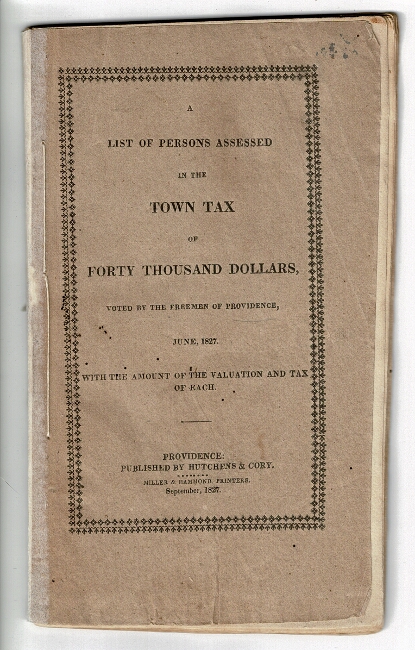 A
LIST OF PERSONS ASSESSED
IN THE
TOWN TAX
OF
FORTY THOUSAND DOLLARS,
VOTED BY THE FREEMEN OF PROVIDENCE,
JUNE, 1827.
WITH THE AMOUNT OF THE VALUATION AND TAX
OF EACH.
PROVIDENCE:
PUBLISHED BY HUTCHENS & CORY.
MILLER & HAMMOND, PRINTERS.
September, 1827.